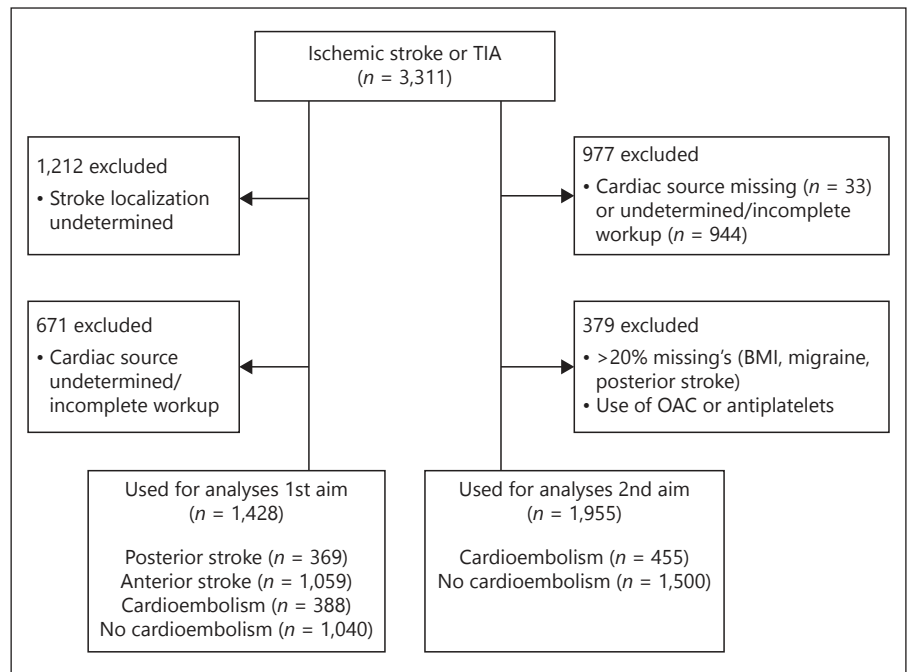 Ischemic stroke or TIA
(n = 3,311)
1,212 excluded
• Stroke localization
undetermined
977 excluded
• Cardiac source missing (n = 33)
or undetermined/incomplete
workup (n = 944)
671 excluded
• Cardiac source
undetermined/
incomplete workup
379 excluded
• >20% missing's (BMI, migraine,
posterior stroke)
• Use of OAC or antiplatelets
Used for analyses 1st aim
(n = 1,428)
Posterior stroke (n = 369)
Anterior stroke (n = 1,059)
Cardioembolism (n = 388)
No cardioembolism (n = 1,040)
Used for analyses 2nd aim
(n = 1,955)
Cardioembolism (n = 455)
No cardioembolism (n = 1,500)